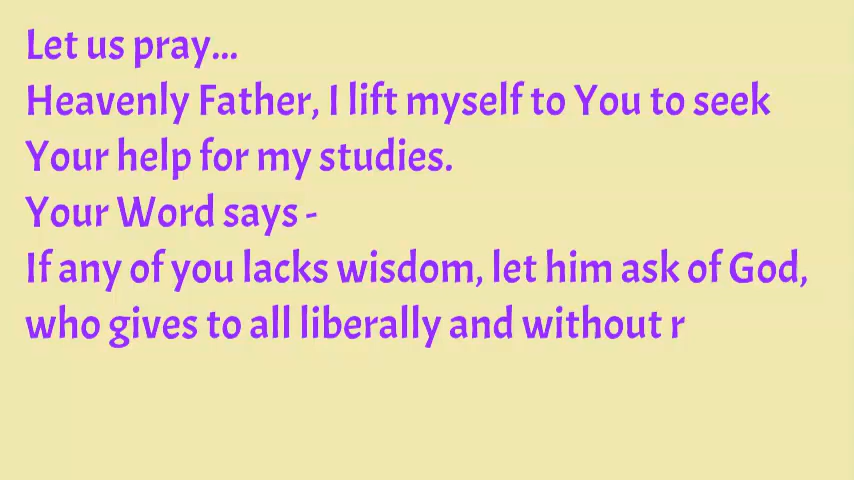 Let us pray...
Heavenly Father, I lift myself to You to seek
Your help for my studies.
Your Word says -
If any of you lacks wisdom, let him ask of God,
who gives to all liberally and without r